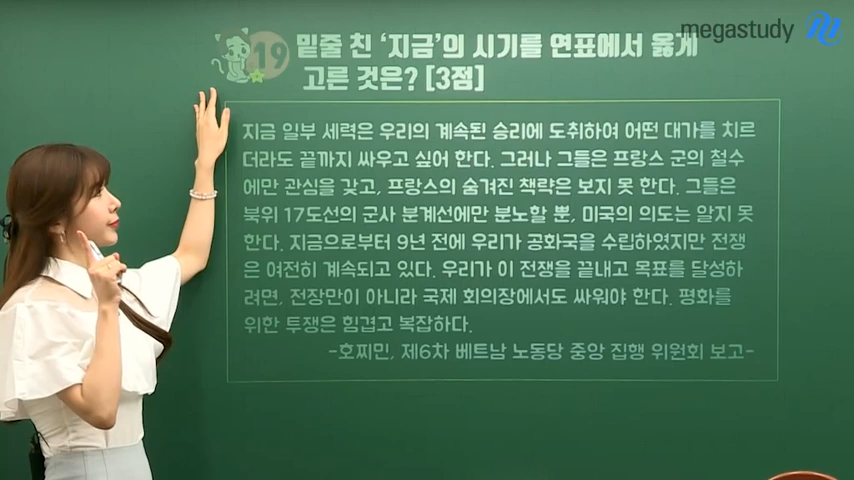 megastudy
19 밑줄 친 ‘지금’의 시기를 연표에서 옳게
고른 것은? [3점]
지금 일부 세력은 우리의 계속된 승리에 도취하여 어떤 대가를 치르
더라도 끝까지 싸우고 싶어 한다. 그러나 그들은 프랑스 군의 철수
에만 관심을 갖고, 프랑스의 숨겨진 책략은 보지 못 한다. 그들은
북위 17도선의 군사 분계선에만 분노할 뿐, 미국의 의도는 알지 못
한다. 지금으로부터 9년 전에 우리가 공화국을 수립하였지만 전쟁
은 여전히 계속되고 있다. 우리가 이 전쟁을 끝내고 목표를 달성하
려면, 전장만이 아니라 국제 회의장에서도 싸워야 한다. 평화를
위한 투쟁은 힘겹고 복잡하다.
-호찌민, 제6차 베트남 노동당 중앙 집행 위원회 보고-